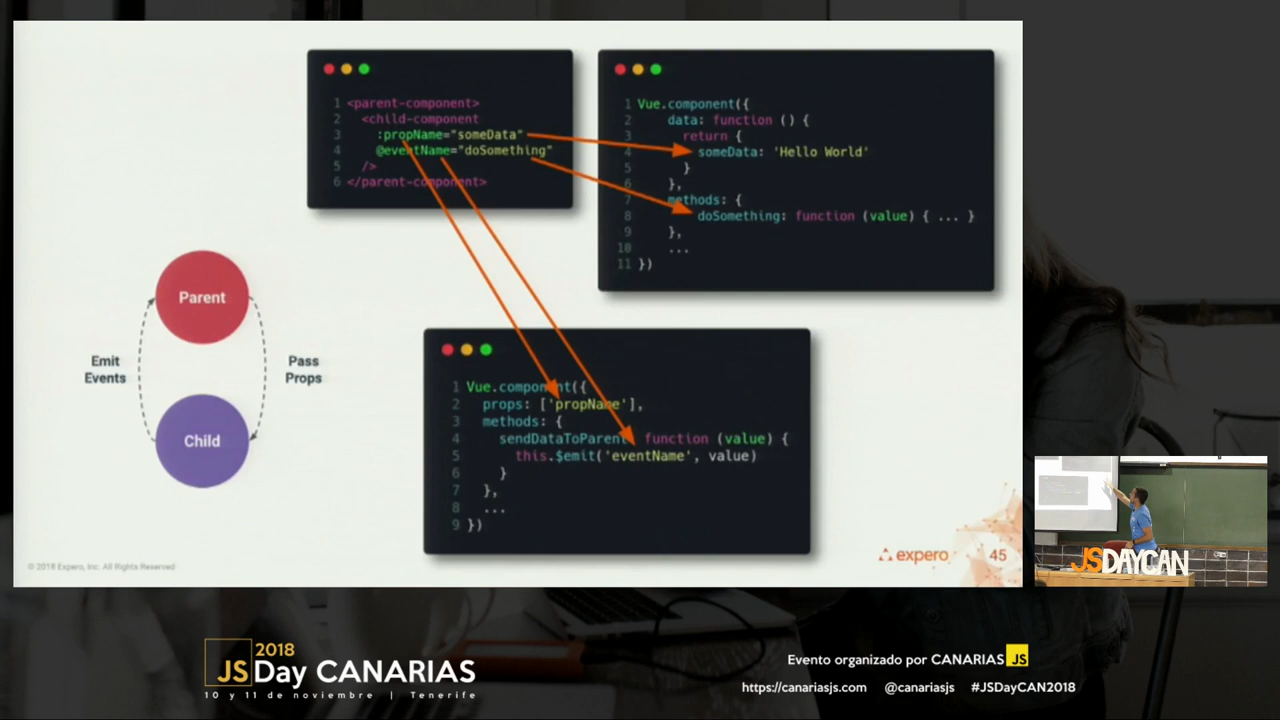 1 <parent-component>
2 <child-component
3 :propName="someData"
4 @eventName="doSomething"
5 />
6 </parent-component>
1 Vue.component({
2 data: function () {
3 return {
4 someData: 'Hello World'
5 }
6 },
7 methods: {
8 doSomething: function (value) { ... }
9 },
10 ...
11 })
Parent
Emit
Events
Pass
Props
Child
1 Vue.component({
2 props: ['propName'],
3 methods: {
4 sendDataToParent function (value) {
5 this.$emit('eventName', value)
6 }
7 },
8 ...
9 })
© 2018 Expero, Inc. All Rights Reserved
expero
45
JSDAYCAN
2018
JSDay CANARIAS
10 y 11 de noviembre | Tenerife
Evento organizado por CANARIAS JS
https://canariasjs.com @canariasjs #JSDayCAN2018